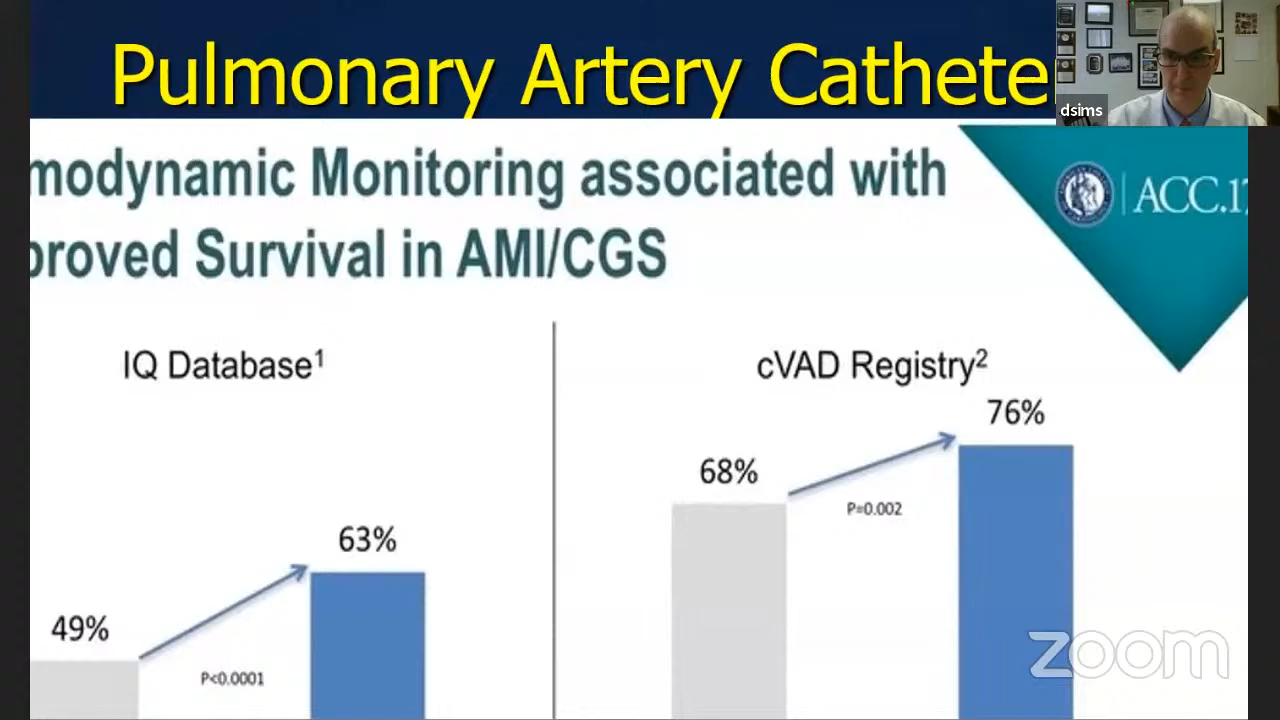 Pulmonary Artery Cathete
dsims
modynamic Monitoring associated with
proved Survival in AMI/CGS
ACC.17
IQ Database¹
cVAD Registry²
76%
68%
P=0.002
63%
49%
P<0.0001
zoom